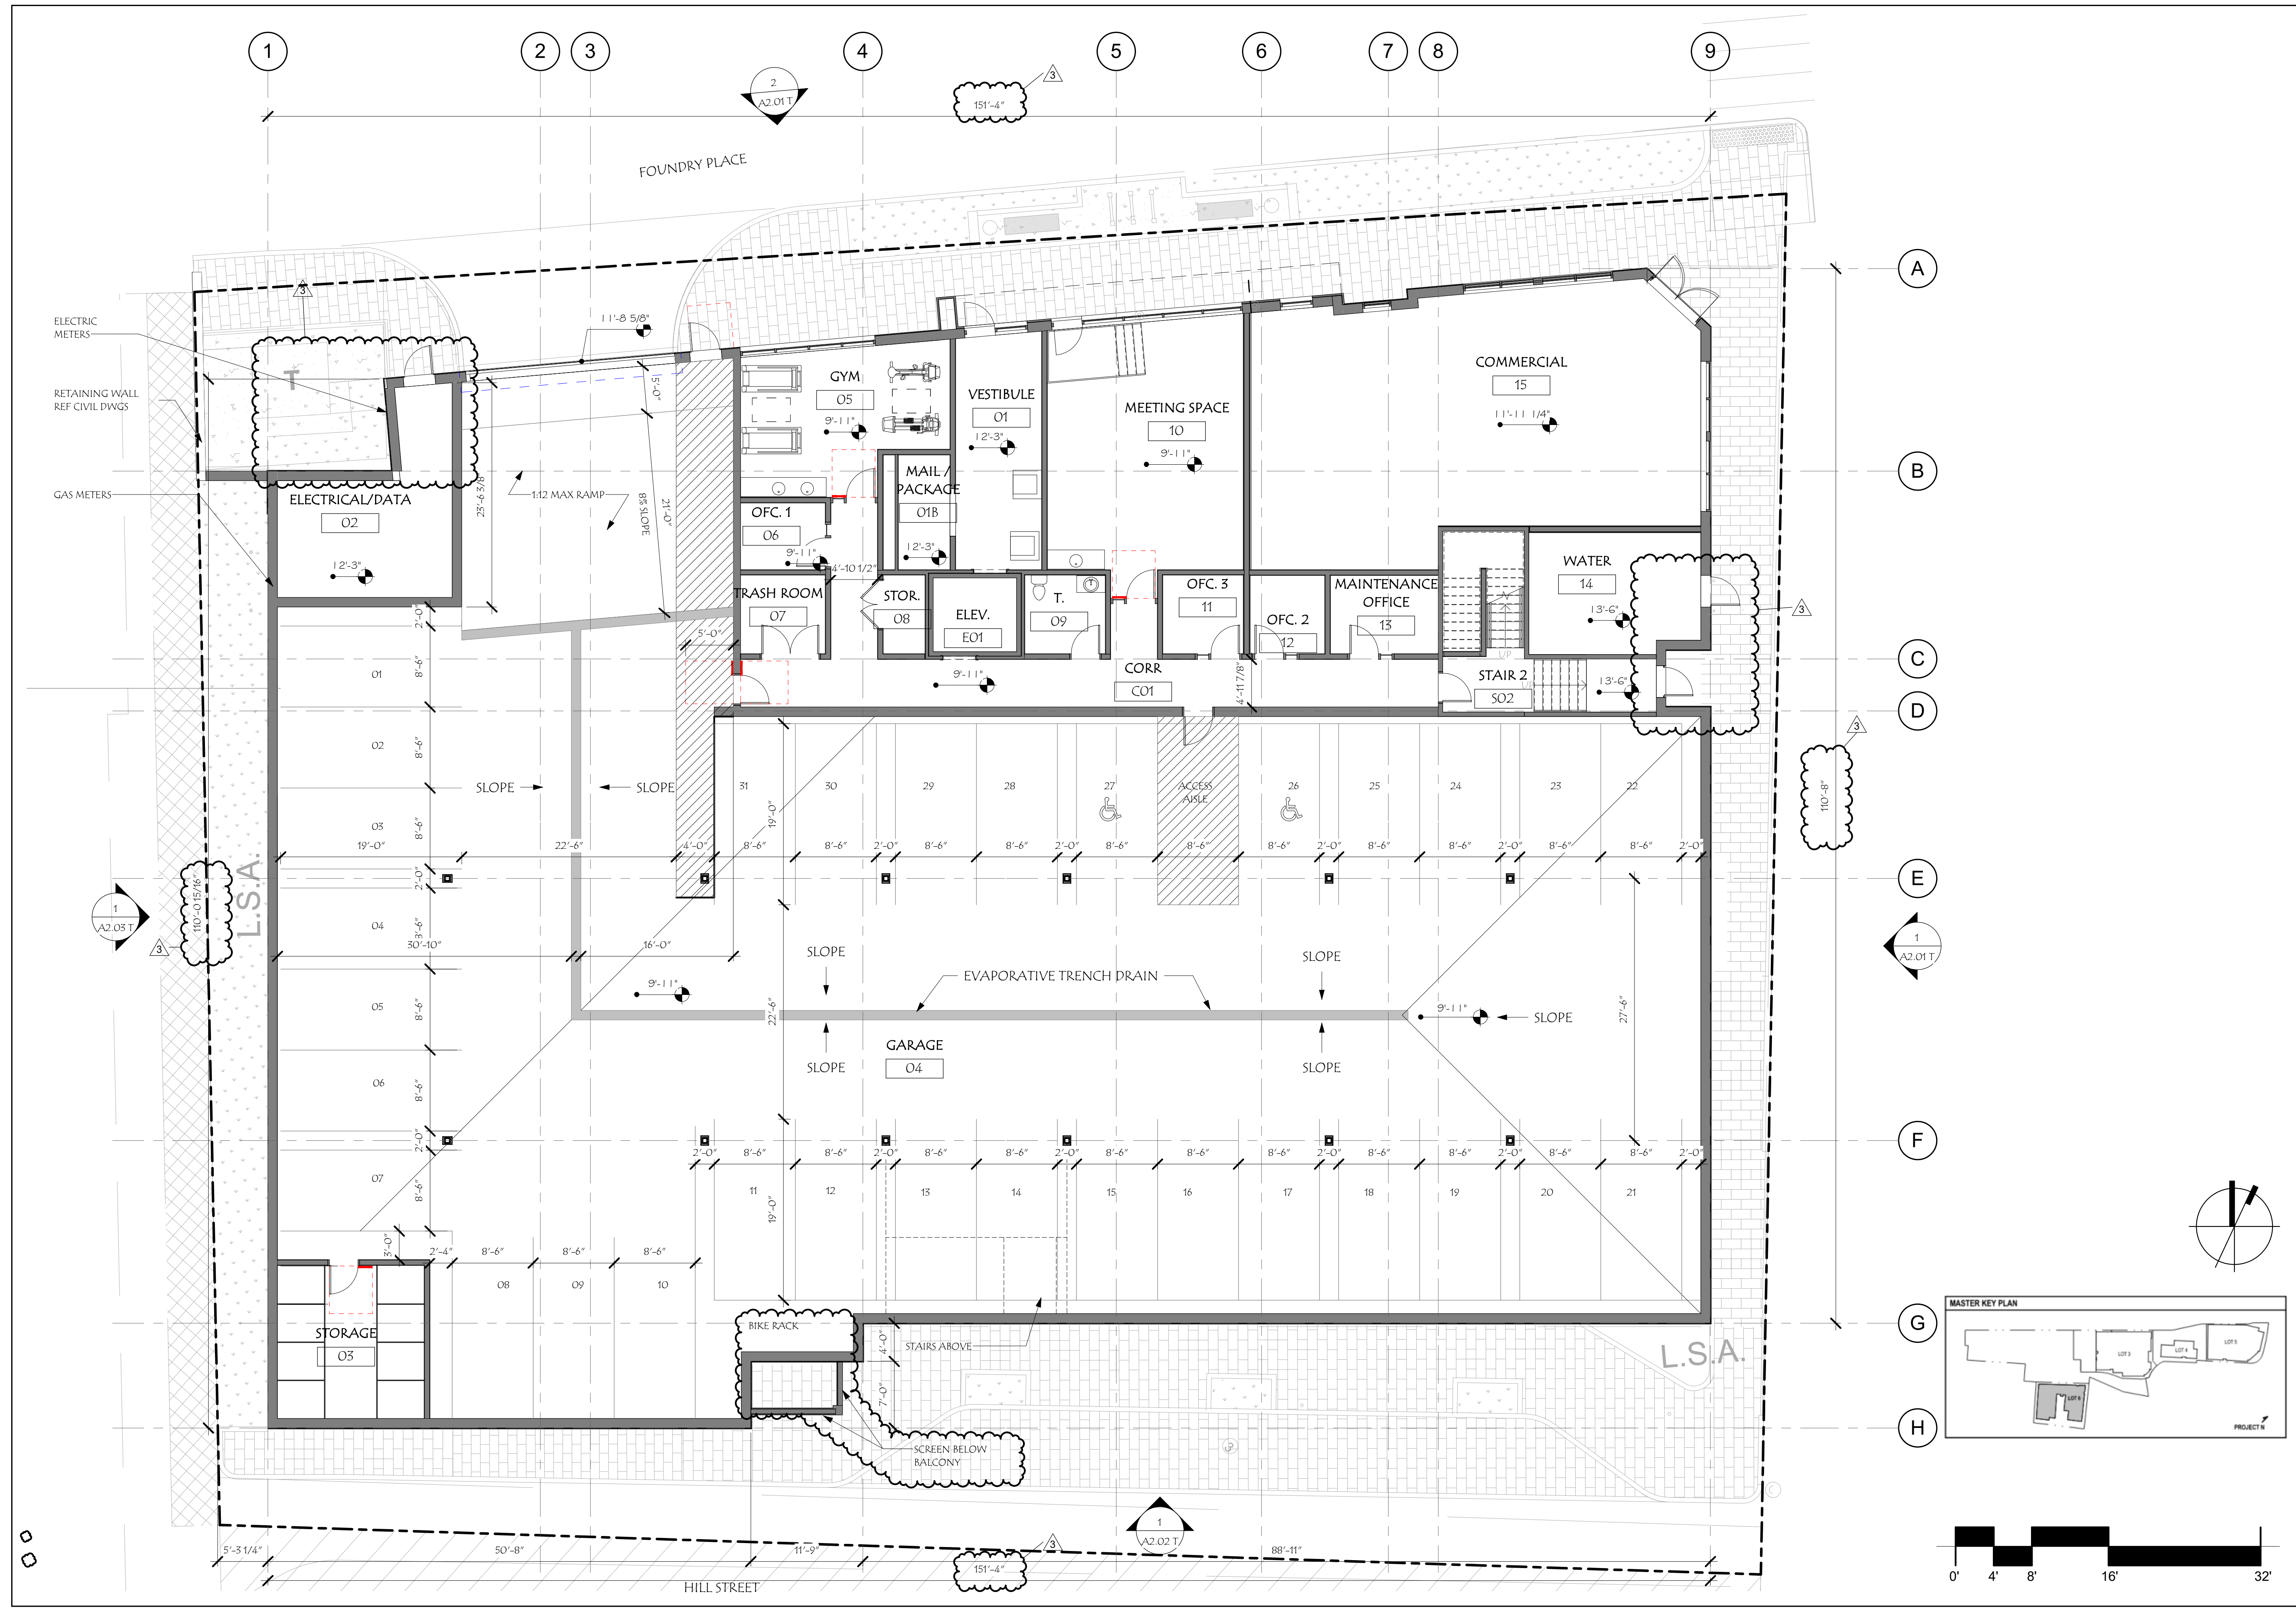 1 2 3 4 5 6 7 8 9
2
A2.01 T
3
151'-4"
FOUNDRY PLACE
A
3
ELECTRIC
METERS
11'-8 5/8"
T
RETAINING WALL
REF CIVIL DWGS
5'-0"
GYM
05
9'-11"
VESTIBULE
01
12'-3"
MEETING SPACE
10
9'-11"
COMMERCIAL
15
11'-11 1/4"
B
GAS METERS
ELECTRICAL/DATA
02
12'-3"
23'-6 3/8"
1:12 MAX RAMP
8% SLOPE
21'-0"
MAIL /
PACKAGE
01B
12'-3"
OFC. 1
06
9'-11"
4'-10 1/2"
TRASH ROOM
07
STOR.
08
ELEV.
E01
T.
09
OFC. 3
11
OFC. 2
12
MAINTENANCE
OFFICE
13
WATER
14
13'-6"
3
UP
2'-0"
5'-0"
C
01
8'-6"
9'-11"
CORR
C01
4'-11 7/8"
STAIR 2
S02
13'-6"
D
3
02
8'-6"
SLOPE
SLOPE
31
30
29
28
27
ACCESS
AISLE
26
25
24
23
22
110'-8"
03
8'-6"
19'-0"
19'-0"
22'-6"
4'-0"
8'-6"
8'-6"
2'-0"
8'-6"
8'-6"
2'-0"
8'-6"
8'-6"
8'-6"
2'-0"
8'-6"
8'-6"
2'-0"
8'-6"
8'-6"
2'-0"
L.S.A.
110'-0 15/16"
2'-0"
E
1
A2.03 T
3
04
8'-6"
30'-10"
16'-0"
SLOPE
SLOPE
1
A2.01 T
EVAPORATIVE TRENCH DRAIN
9'-11"
05
8'-6"
22'-6"
9'-11"
SLOPE
27'-6"
GARAGE
04
SLOPE
SLOPE
06
8'-6"
F
2'-0"
2'-0"
8'-6"
8'-6"
2'-0"
8'-6"
8'-6"
2'-0"
8'-6"
8'-6"
8'-6"
2'-0"
8'-6"
8'-6"
2'-0"
8'-6"
8'-6"
2'-0"
07
8'-6"
11
12
13
14
15
16
17
18
19
20
21
19'-0"
3'-0"
2'-4"
8'-6"
8'-6"
8'-6"
08
09
10
STORAGE
03
BIKE RACK
4'-0"
STAIRS ABOVE
7'-0"
L.S.A.
G
MASTER KEY PLAN
LOT 3
LOT 4
LOT 5
LOT 6
PROJECT N
H
SCREEN BELOW
BALCONY
1
A2.02 T
5'-3 1/4"
50'-8"
11'-9"
3
88'-11"
151'-4"
HILL STREET
0' 4' 8' 16' 32'